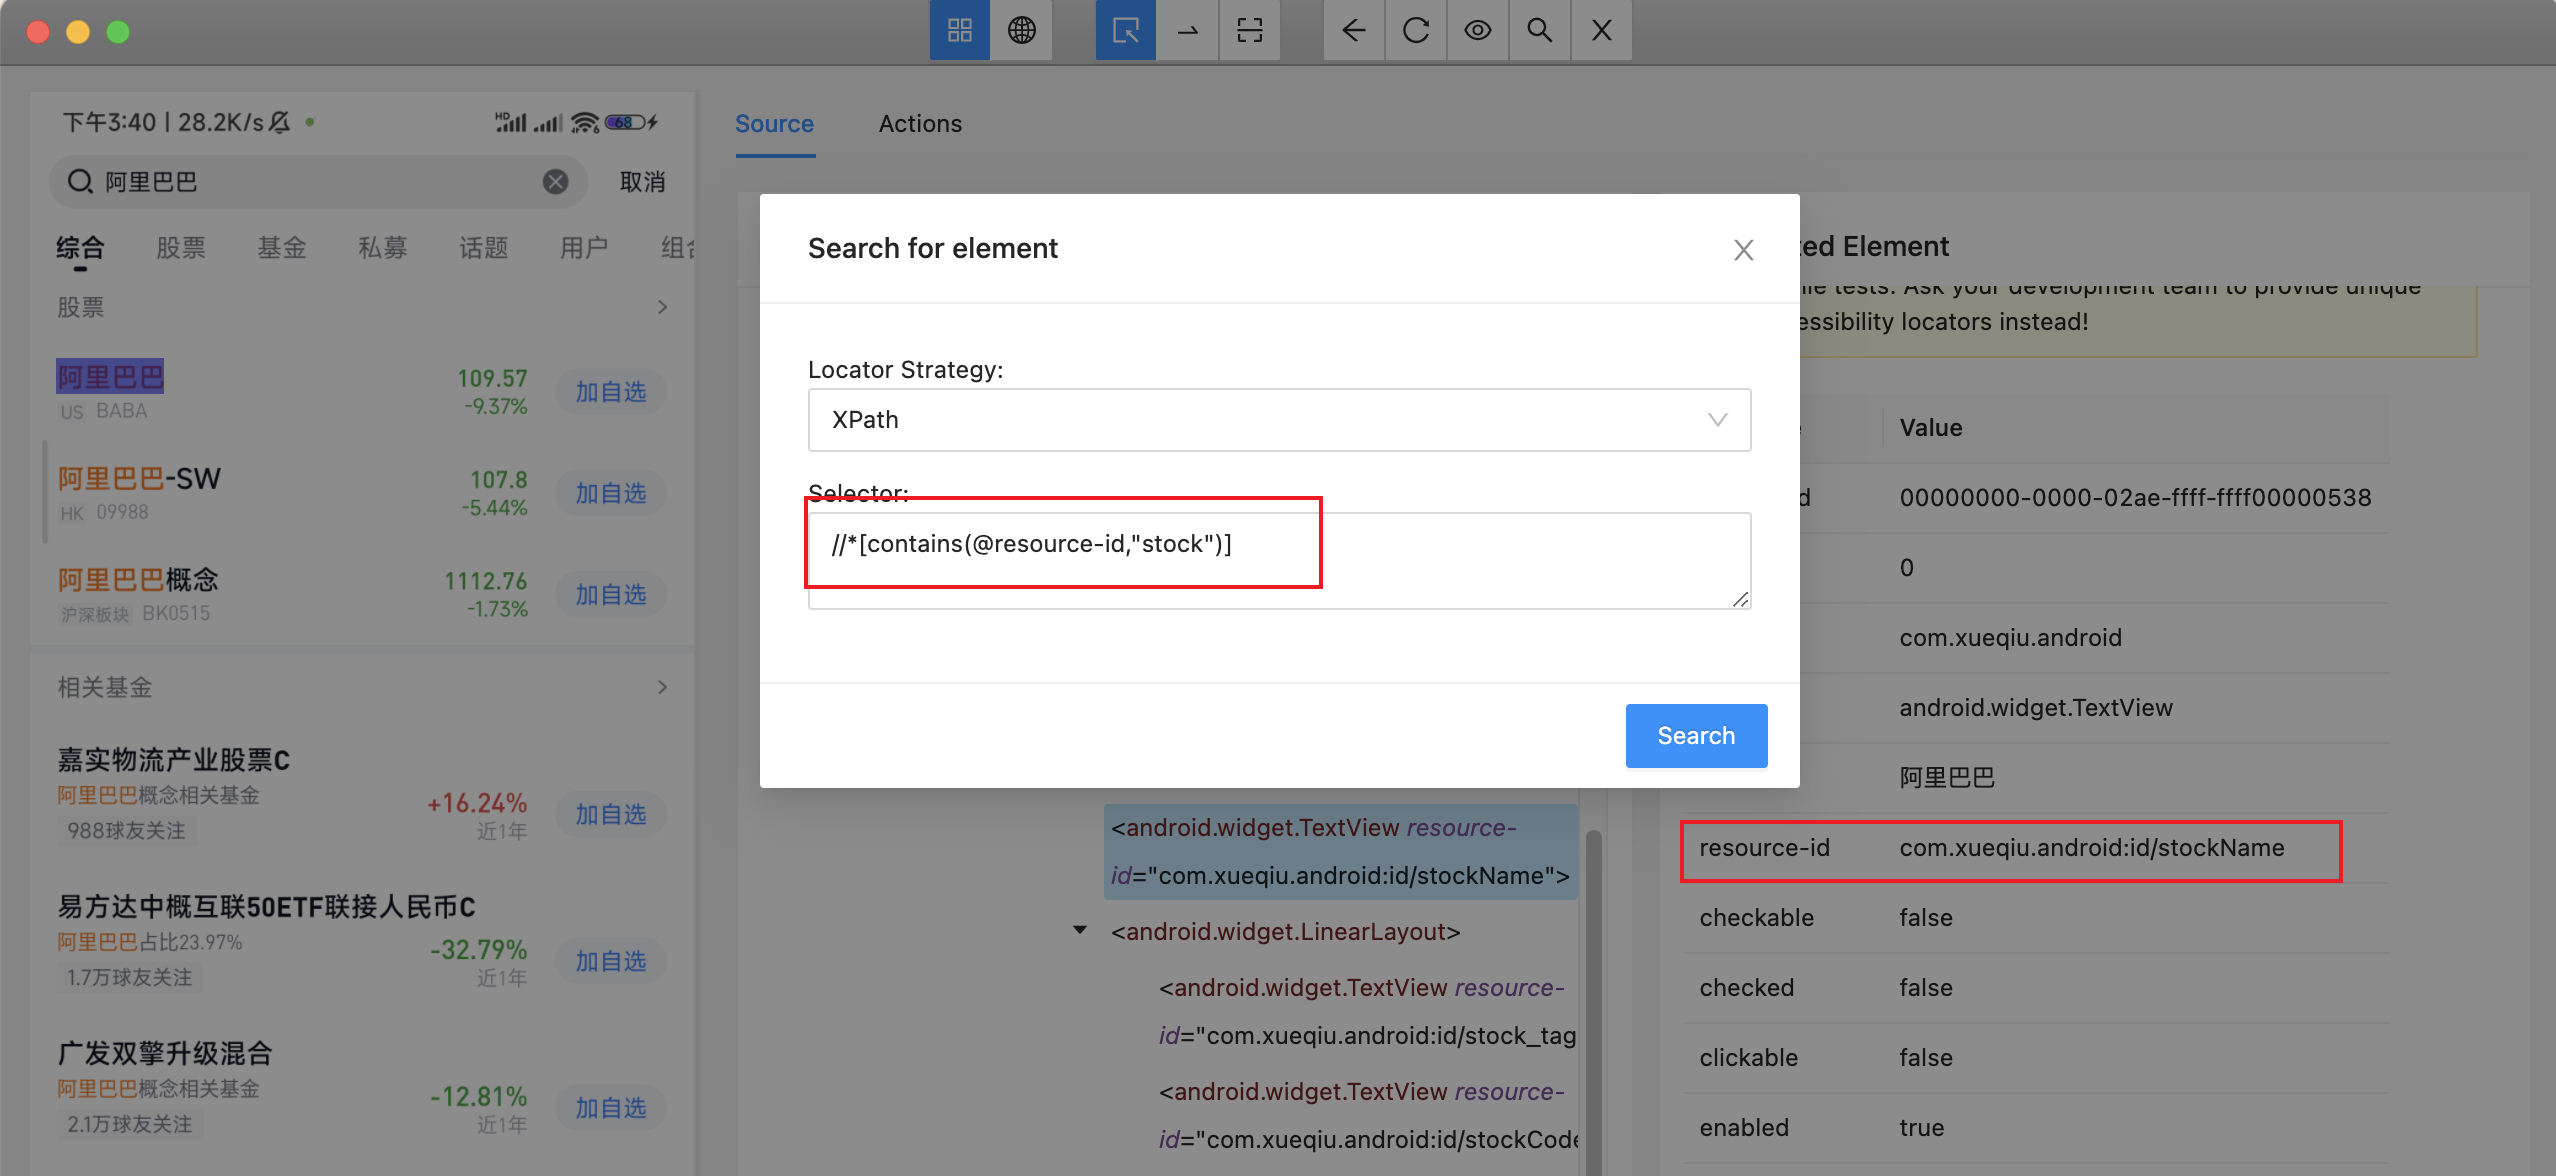 下午3:40 | 28.2K/s
HD
6
68
阿里巴巴
取消
综合
股票
基金
私募
话题
用户
股票
阿里巴巴
109.57
加自选
US BABA
-9.37%
阿里巴巴-SW
107.8
加自选
HK 09988
-5.44%
阿里巴巴概念
1112.76
加自选
沪深板块 BK0515
-1.73%
相关基金
嘉实物流产业股票C
阿里巴巴概念相关基金
+16.24%
加自选
988球友关注
近1年
易方达中概互联50ETF联接人民币C
阿里巴巴占比23.97%
-32.79%
加自选
1.7万球友关注
近1年
广发双擎升级混合
阿里巴巴概念相关基金
-12.81%
加自选
2.1万球友关注
近1年
Source
Actions
Search for element
Locator Strategy:
XPath
Selector:
//*[contains(@resource-id,"stock")]
Search
<android.widget.TextView resource-
id="com.xueqiu.android:id/stockName">
<android.widget.LinearLayout>
<android.widget.TextView resource-
id="com.xueqiu.android:id/stock_tag
<android.widget.TextView resource-
id="com.xueqiu.android:id/stockCode
ted Element
tests. Ask your development team to provide unique
essibility locators instead!
Value
00000000-0000-02ae-ffff-ffff00000538
0
com.xueqiu.android
android.widget.TextView
阿里巴巴
resource-id com.xueqiu.android:id/stockName
checkable false
checked false
clickable false
enabled true